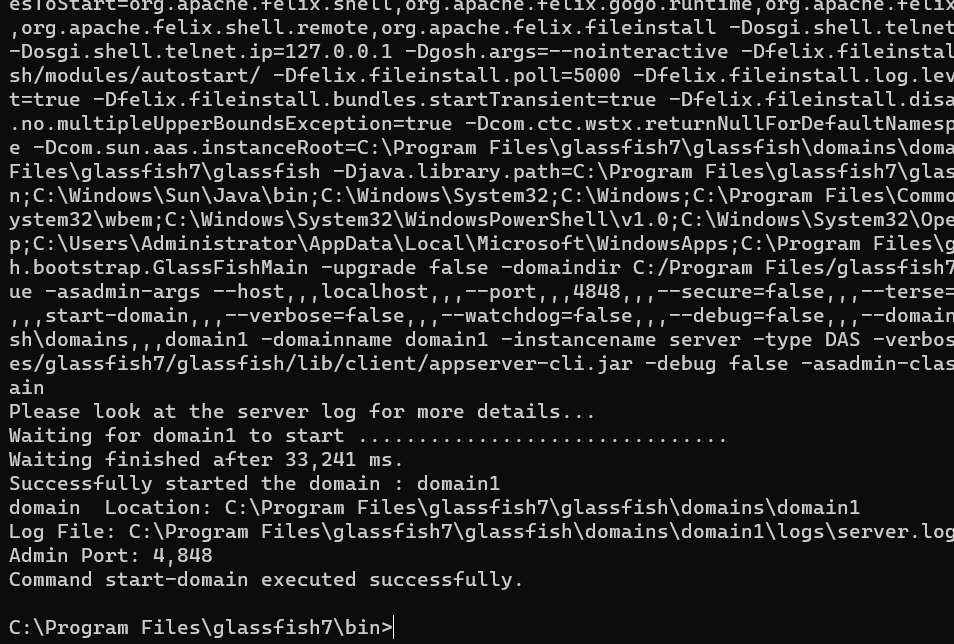 esToStart=org.apache.felix.shell,org.apache.felix.gogo.runtime,org.apache.felix
,org.apache.felix.shell.remote,org.apache.felix.fileinstall -Dosgi.shell.telnet
-Dosgi.shell.telnet.ip=127.0.0.1 -Dgosh.args=--nointeractive -Dfelix.fileinstal
sh/modules/autostart/ -Dfelix.fileinstall.poll=5000 -Dfelix.fileinstall.log.lev
t=true -Dfelix.fileinstall.bundles.startTransient=true -Dfelix.fileinstall.disa
.no.multipleUpperBoundsException=true -Dcom.ctc.wstx.returnNullForDefaultNamesp
e -Dcom.sun.aas.instanceRoot=C:\Program Files\glassfish7\glassfish\domains\doma
Files\glassfish7\glassfish -Djava.library.path=C:\Program Files\glassfish7\glas
n;C:\Windows\Sun\Java\bin;C:\Windows\System32;C:\Windows;C:\Program Files\Commo
ystem32\wbem;C:\Windows\System32\WindowsPowerShell\v1.0;C:\Windows\System32\Ope
p;C:\Users\Administrator\AppData\Local\Microsoft\WindowsApps;C:\Program Files\g
h.bootstrap.GlassFishMain -upgrade false -domaindir C:/Program Files/glassfish7
ue -asadmin-args --host,,,localhost,,,--port,,,4848,,,--secure=false,,,--terse=
,,,start-domain,,,--verbose=false,,,--watchdog=false,,,--debug=false,,,--domain
sh\domains,,,domain1 -domainname domain1 -instancename server -type DAS -verbos
es/glassfish7/glassfish/lib/client/appserver-cli.jar -debug false -asadmin-clas
ain
Please look at the server log for more details...
Waiting for domain1 to start ...............................
Waiting finished after 33,241 ms.
Successfully started the domain : domain1
domain  Location: C:\Program Files\glassfish7\glassfish\domains\domain1
Log File: C:\Program Files\glassfish7\glassfish\domains\domain1\logs\server.log
Admin Port: 4,848
Command start-domain executed successfully.
C:\Program Files\glassfish7\bin>